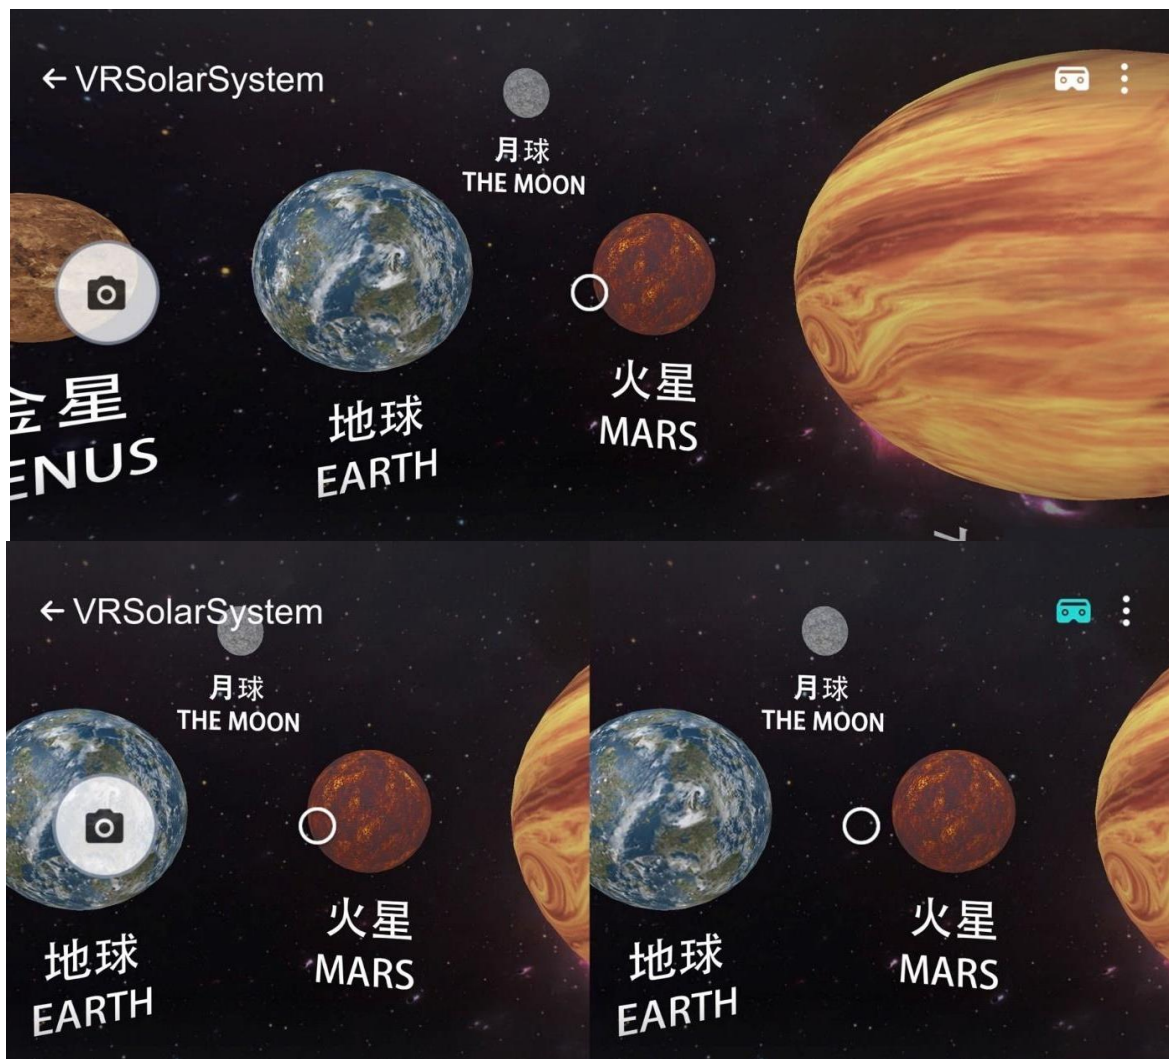 VRSolarSystem
月球
THE MOON
金星
ENUS
地球
EARTH
火星
MARS
VRSolarSystem
月球
THE MOON
地球
EARTH
火星
MARS
月球
THE MOON
地球
EARTH
火星
MARS